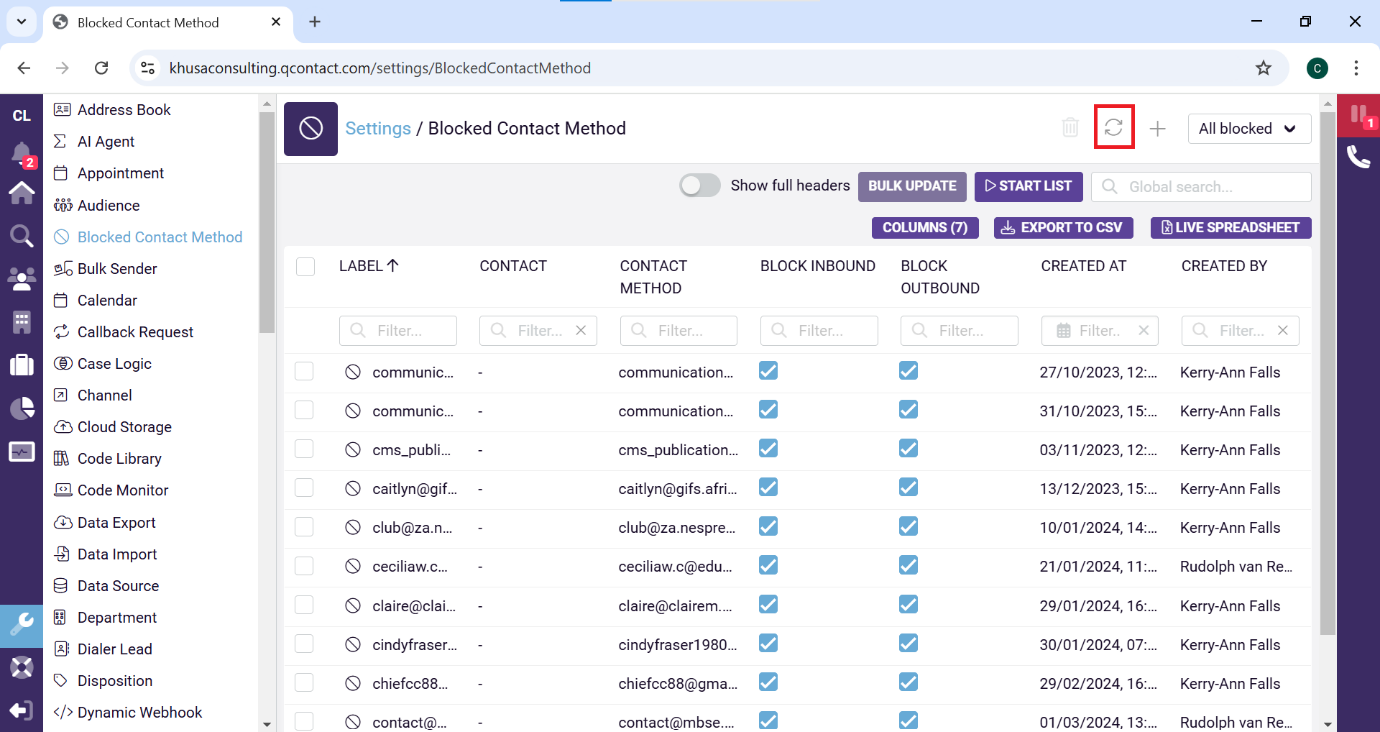 Blocked Contact Method
khusaconsulting.qcontact.com/settings/BlockedContactMethod
C
CL
2
1
Address Book
AI Agent
Appointment
Audience
Blocked Contact Method
Bulk Sender
Calendar
Callback Request
Case Logic
Channel
Cloud Storage
Code Library
Code Monitor
Data Export
Data Import
Data Source
Department
Dialer Lead
Disposition
Dynamic Webhook
Settings / Blocked Contact Method
All blocked
Show full headers BULK UPDATE START LIST Global search...
COLUMNS (7) EXPORT TO CSV LIVE SPREADSHEET
LABEL CONTACT CONTACT METHOD BLOCK INBOUND BLOCK OUTBOUND CREATED AT CREATED BY
Filter... Filter... Filter... Filter... Filter... Filter.. Filter...
communic... - communication... 27/10/2023, 12:... Kerry-Ann Falls
communic... - communication... 31/10/2023, 15:... Kerry-Ann Falls
cms_publi... - cms_publication... 03/11/2023, 12:... Kerry-Ann Falls
caitlyn@gif... - caitlyn@gifs.afri... 13/12/2023, 15:... Kerry-Ann Falls
club@za.n... - club@za.nespre... 10/01/2024, 14:... Kerry-Ann Falls
ceciliaw.c... - ceciliaw.c@edu... 21/01/2024, 11:... Rudolph van Re...
claire@clai... - claire@clairem.... 29/01/2024, 16:... Kerry-Ann Falls
cindyfraser... - cindyfraser1980... 30/01/2024, 07:... Kerry-Ann Falls
chiefcc88... - chiefcc88@gma... 29/02/2024, 16:... Kerry-Ann Falls
contact@... - contact@mbse.... 01/03/2024, 13:... Rudolph van Re...